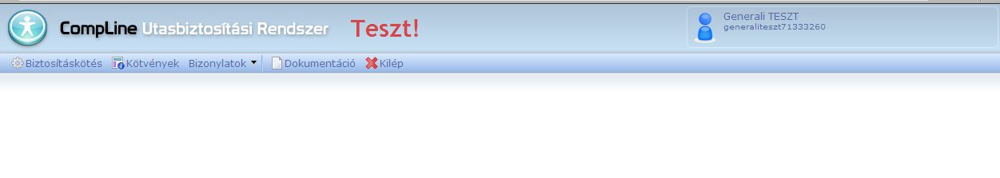 CompLine Utasbiztosítási Rendszer Teszt!
Generali TESZT
generaliteszt71333260
Biztosításkötés Kötvények Bizonylatok Dokumentáció Kilép